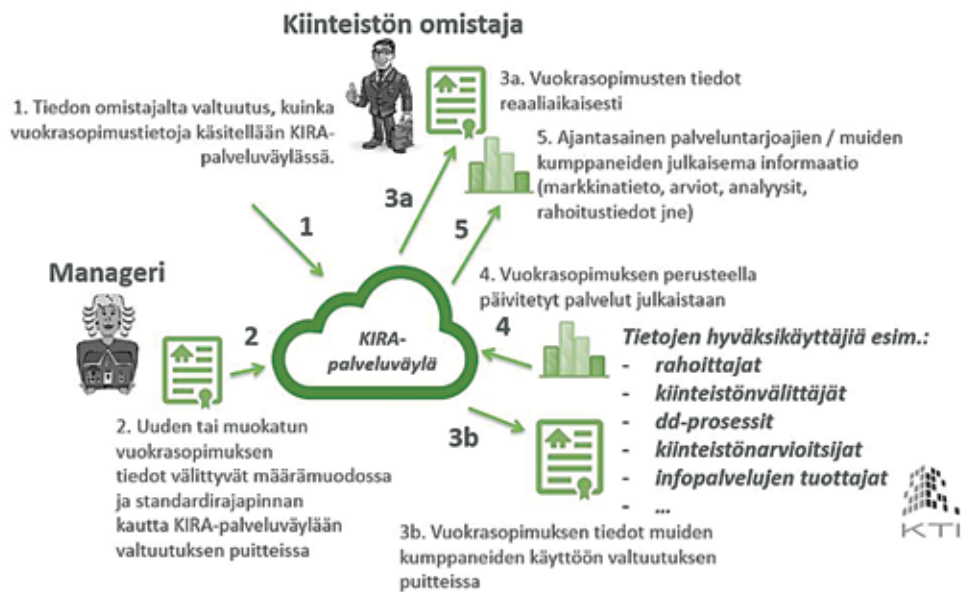 Kiinteistön omistaja
1. Tiedon omistajalta valtuutus, kuinka
vuokrasopimustietoja käsitellään KIRA-
palveluväylässä.
3a. Vuokrasopimusten tiedot
reaaliaikaisesti
5. Ajantasainen palveluntarjoajien / muiden
kumppaneiden julkaisema informaatio
(markkinatieto, arviot, analyysit,
rahoitustiedot jne)
3a
1
5
Manageri
4. Vuokrasopimuksen perusteella
päivitetyt palvelut julkaistaan
2
KIRA-
palveluväylä
4
Tietojen hyväksikäyttäjiä esim.:
- rahoittajat
- kiinteistönvälittäjät
- dd-prosessit
- kiinteistönarvioitsijat
- infopalvelujen tuottajat
- ...
3b
2. Uuden tai muokatun
vuokrasopimuksen
tiedot välittyvät määrämuodossa
ja standardirajapinnan
kautta KIRA-palveluväylään
valtuutuksen puitteissa
3b. Vuokrasopimuksen tiedot muiden
kumppaneiden käyttöön valtuutuksen
puitteissa
KTI